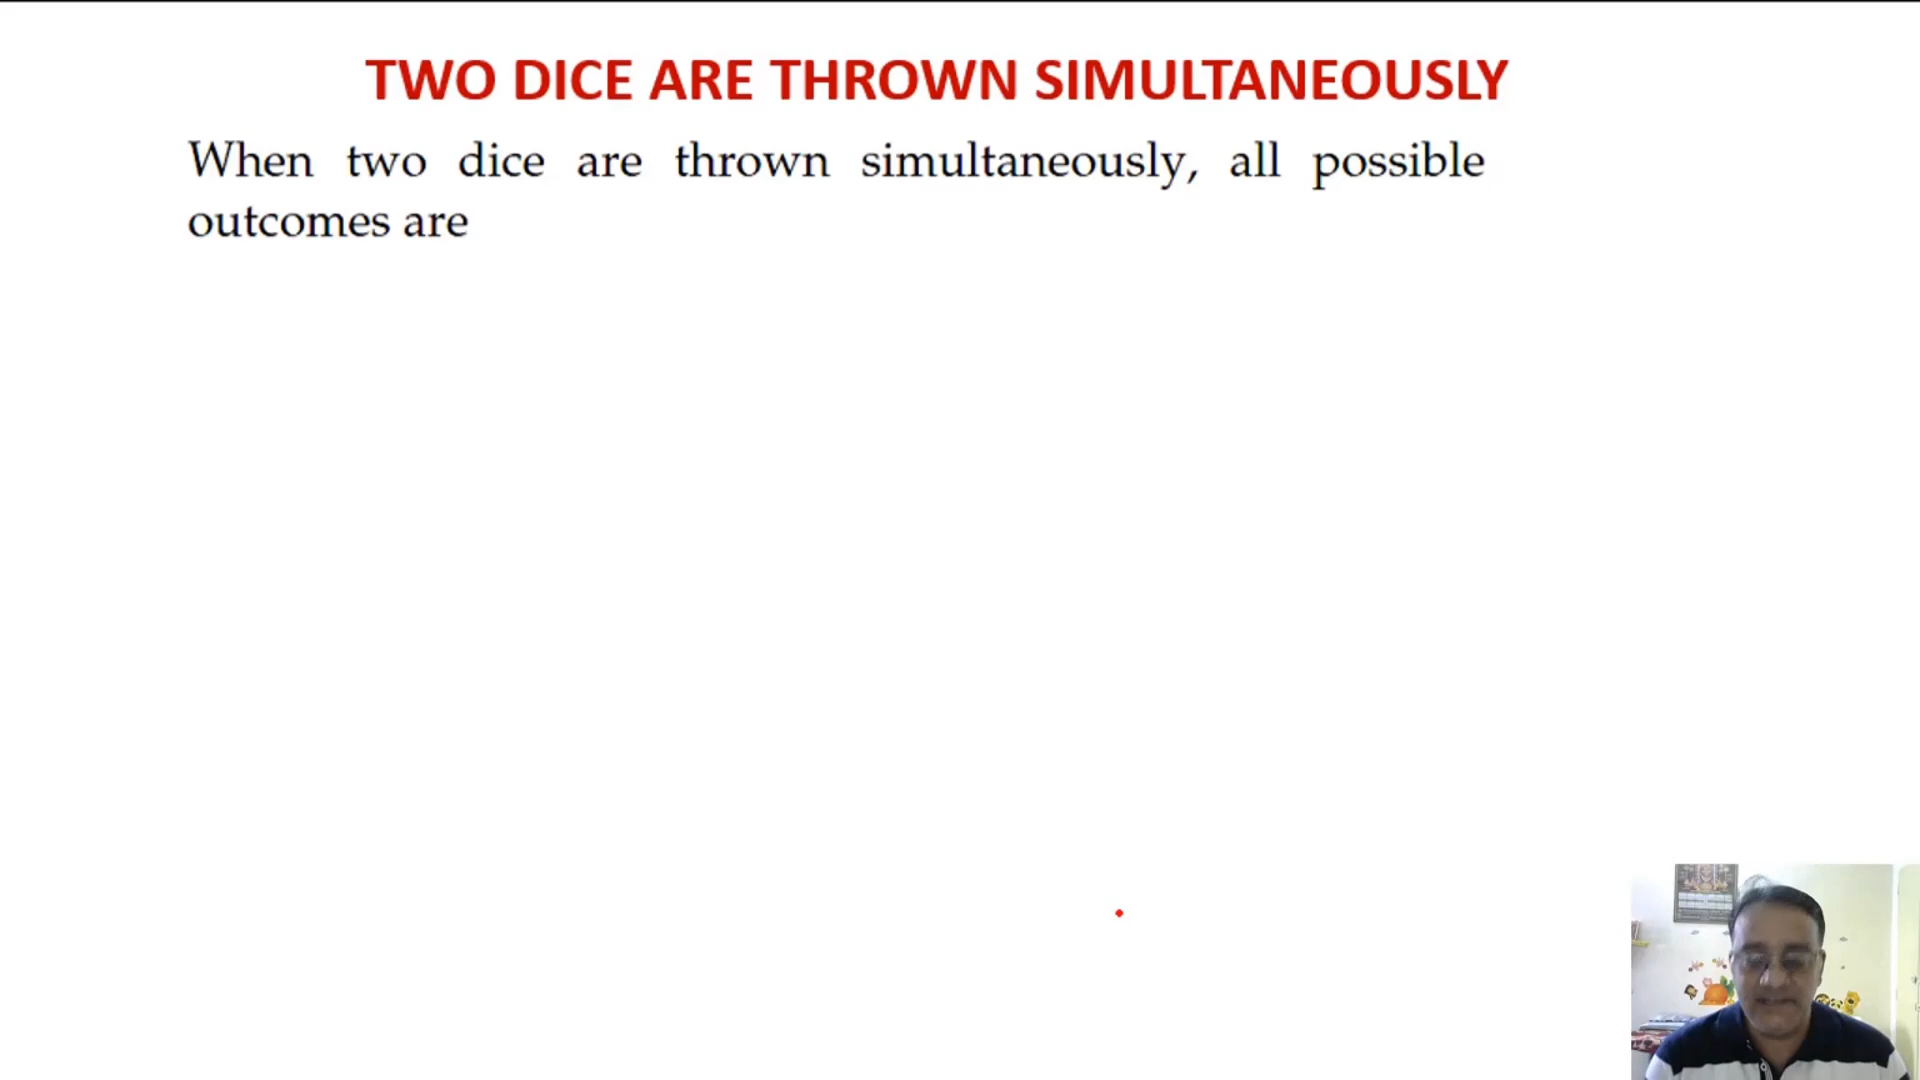 TWO DICE ARE THROWN SIMULTANEOUSLY
When two dice are thrown simultaneously, all possible
outcomes are